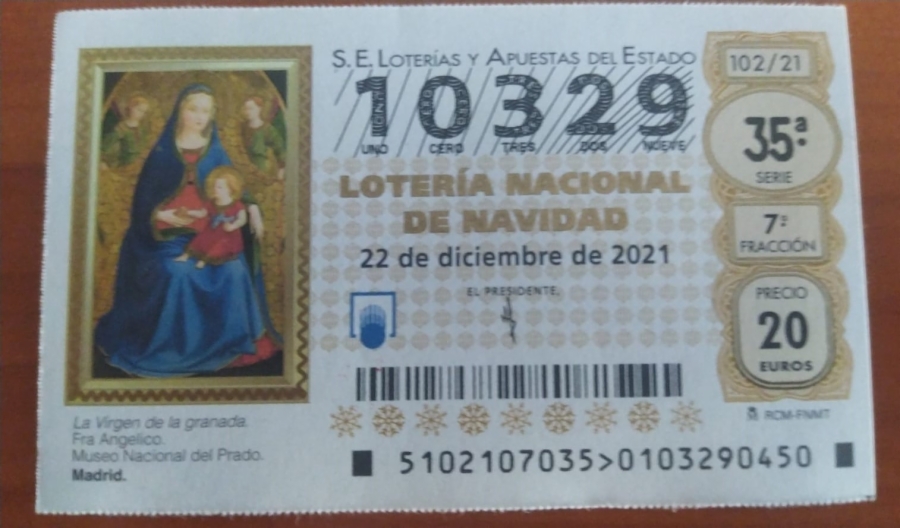 S.E. LOTERÍAS Y APUESTAS DEL ESTADO
10329
UNO CERO TRES DOS NUEVE
LOTERÍA NACIONAL
DE NAVIDAD
22 de diciembre de 2021
EL PRESIDENTE,
102/21
35ª
SERIE
7ª
FRACCIÓN
PRECIO
20
EUROS
RCM-FNMT
La Virgen de la granada.
Fra Angelico.
Museo Nacional del Prado.
Madrid.
5102107035>0103290450